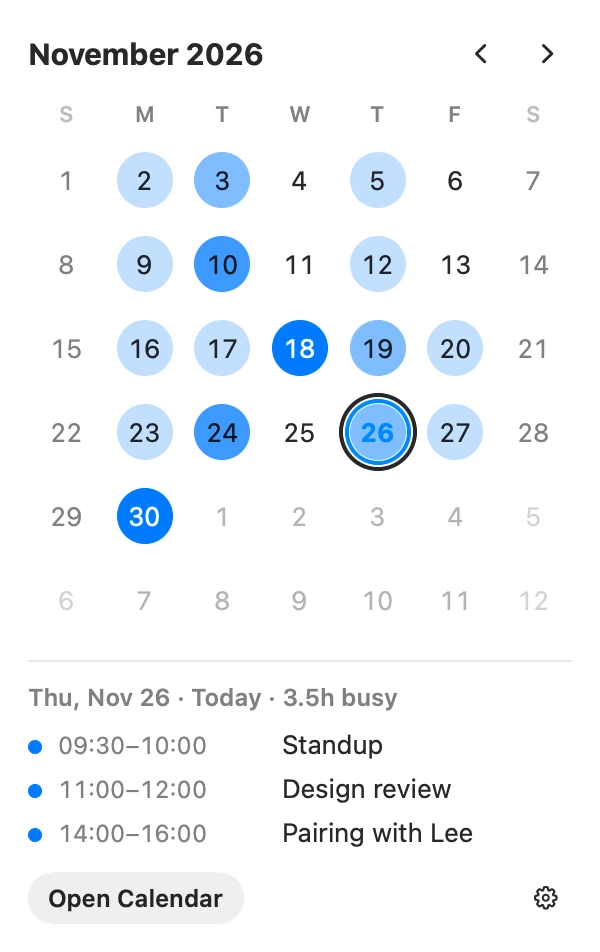 November 2026
S M T W T F S
1 2 3 4 5 6 7
8 9 10 11 12 13 14
15 16 17 18 19 20 21
22 23 24 25 26 27 28
29 30 1 2 3 4 5
6 7 8 9 10 11 12
Thu, Nov 26 · Today · 3.5h busy
09:30–10:00 Standup
11:00–12:00 Design review
14:00–16:00 Pairing with Lee
Open Calendar